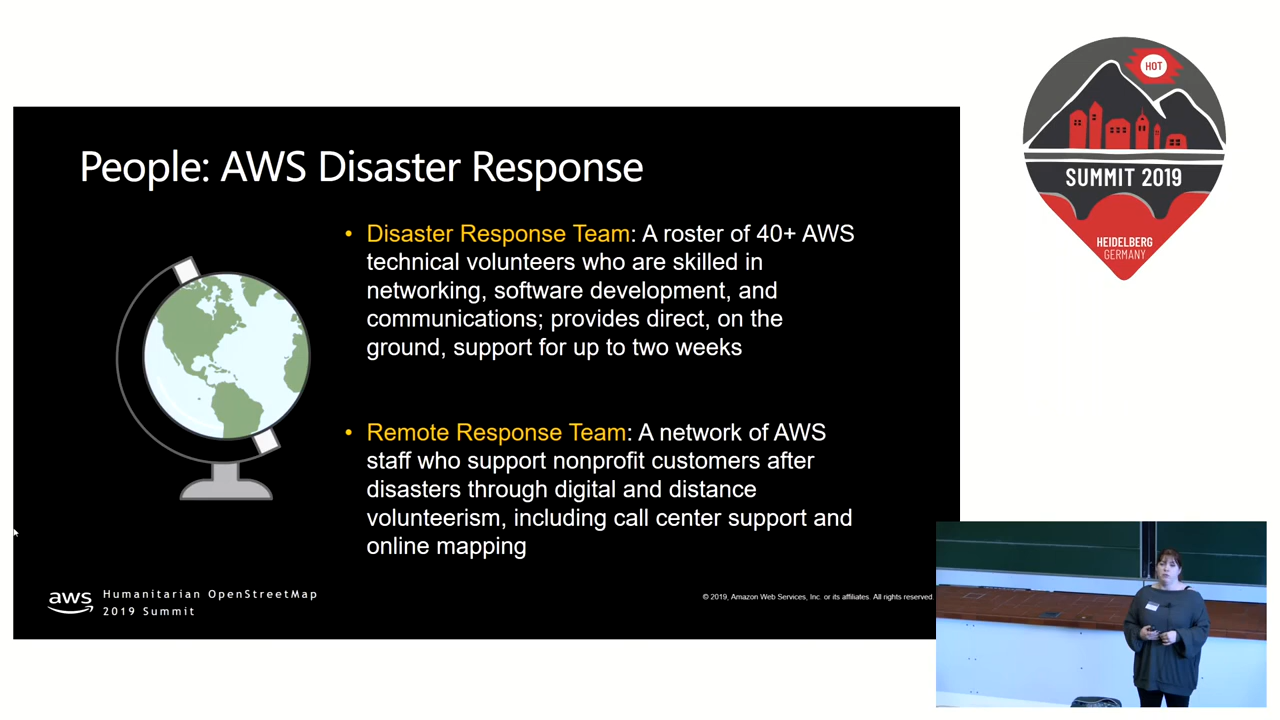 People: AWS Disaster Response
• Disaster Response Team: A roster of 40+ AWS
technical volunteers who are skilled in
networking, software development, and
communications; provides direct, on the
ground, support for up to two weeks
• Remote Response Team: A network of AWS
staff who support nonprofit customers after
disasters through digital and distance
volunteerism, including call center support and
online mapping
aws
Humanitarian OpenStreetMap
2019 Summit
© 2019, Amazon Web Services, Inc. or its affiliates. All rights reserved.
HOT
SUMMIT 2019
HEIDELBERG
GERMANY